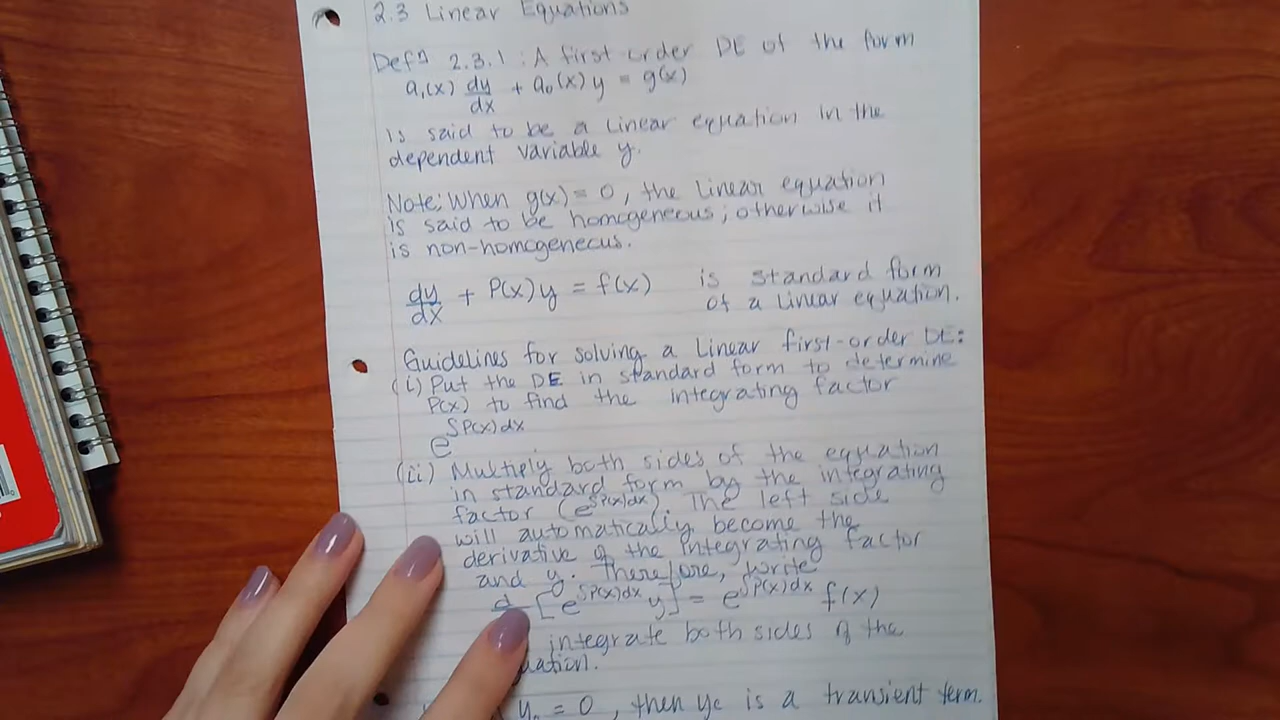 2.3 Linear Equations
Defⁿ 2.3.1: A first order DE of the form
a₁(x) dy/dx + a₀(x)y = g(x)
is said to be a linear equation in the
dependent variable y.
Note: When g(x) = 0, the linear equation
is said to be homogeneous; otherwise it
is non-homogeneous.
dy/dx + P(x)y = f(x) is standard form
of a linear equation.
Guidelines for solving a linear first-order DE:
(i) Put the DE in standard form to determine
P(x) to find the integrating factor
e^∫P(x)dx
(ii) Multiply both sides of the equation
in standard form by the integrating
factor (e^∫P(x)dx). The left side
will automatically become the
derivative of the integrating factor
and y. Therefore, write
d [e^∫P(x)dx y] = e^∫P(x)dx f(x)
integrate both sides of the
uation.
= 0, then yc is a transient term.